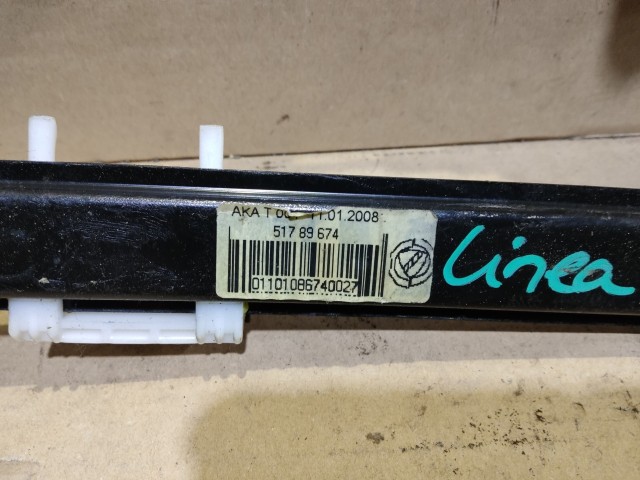 AKA T 11.01.2008
517 89 674
01101086740027
Linea